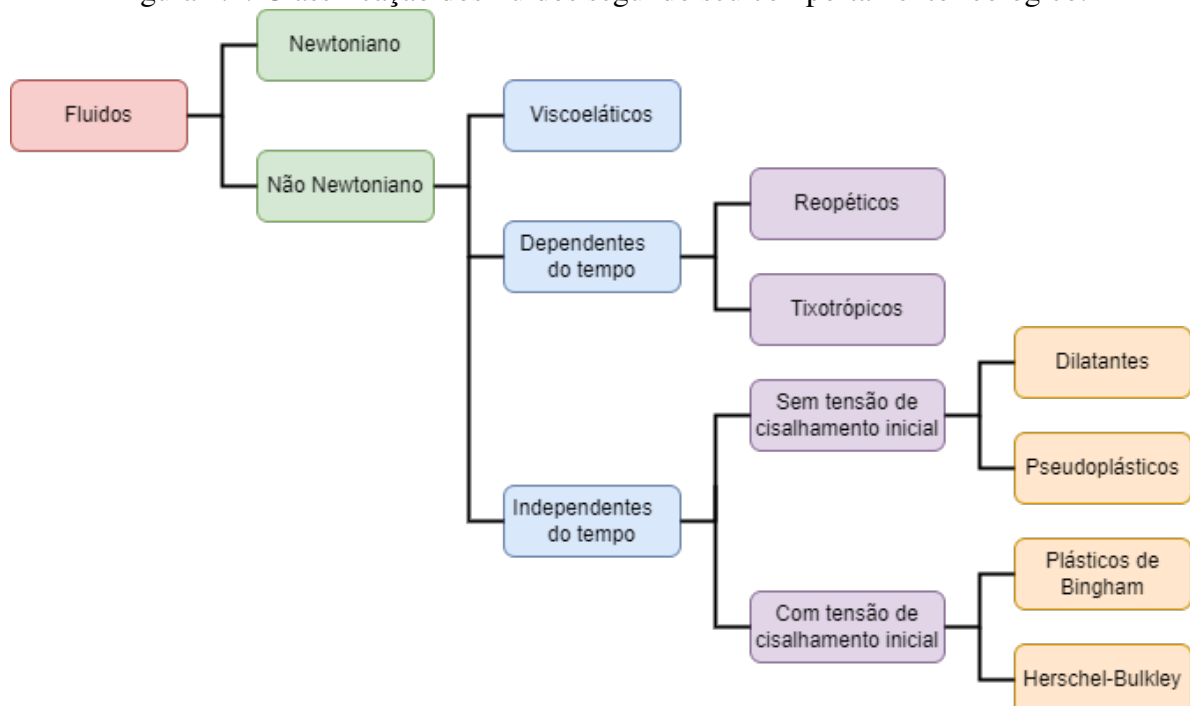 Newtoniano
Fluidos
Viscoeláticos
Não Newtoniano
Reopéticos
Dependentes
do tempo
Tixotrópicos
Dilatantes
Sem tensão de
cisalhamento inicial
Pseudoplásticos
Independentes
do tempo
Plásticos de
Bingham
Com tensão de
cisalhamento inicial
Herschel-Bulkley